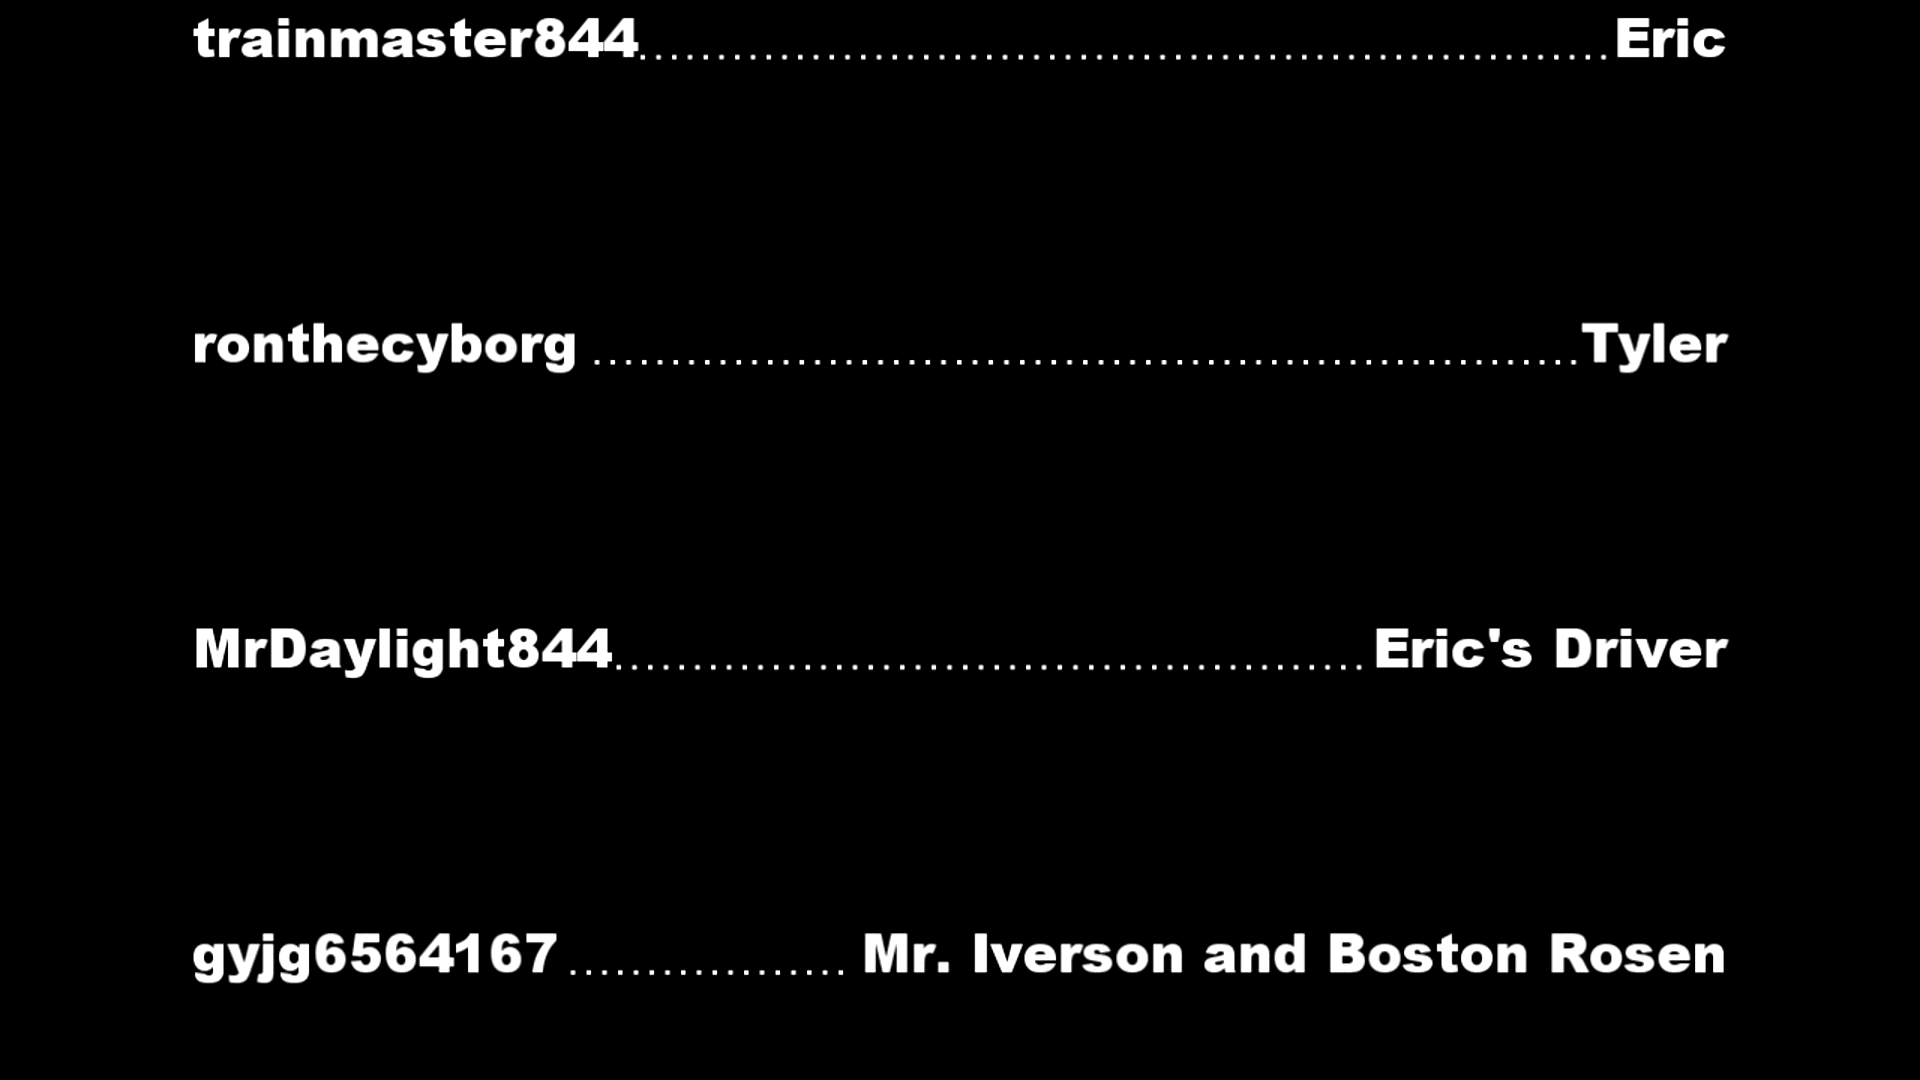 trainmaster844..............................................................Eric
ronthecyborg ...............................................................Tyler
MrDaylight844................................................ Eric's Driver
gyjg6564167.................. Mr. Iverson and Boston Rosen